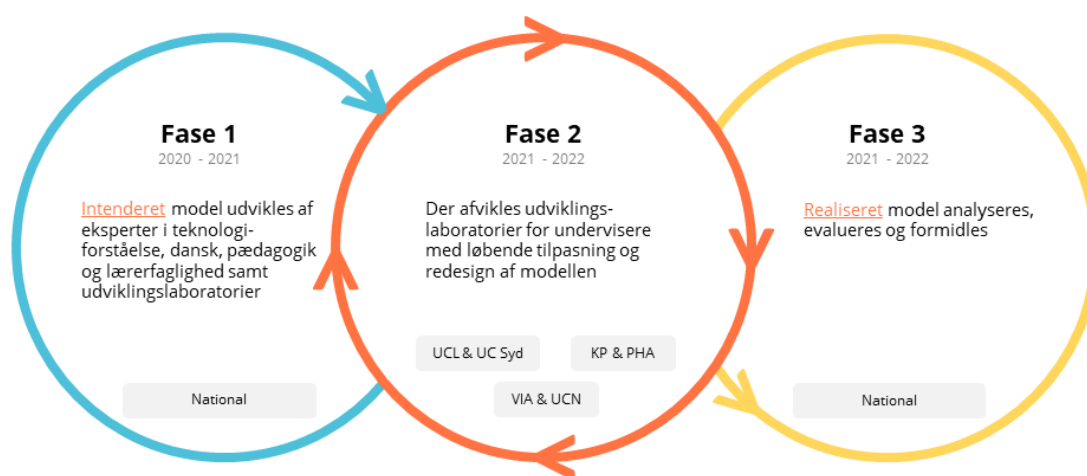 Fase 1
2020 - 2021
Intenderet model udvikles af
eksperter i teknologi-
forståelse, dansk, pædagogik
og lærerfaglighed samt
udviklingslaboratorier
National
Fase 2
2021 - 2022
Der afvikles udviklings-
laboratorier for undervisere
med løbende tilpasning og
redesign af modellen
UCL & UC Syd
KP & PHA
VIA & UCN
Fase 3
2021 - 2022
Realiseret model analyseres,
evalueres og formidles
National